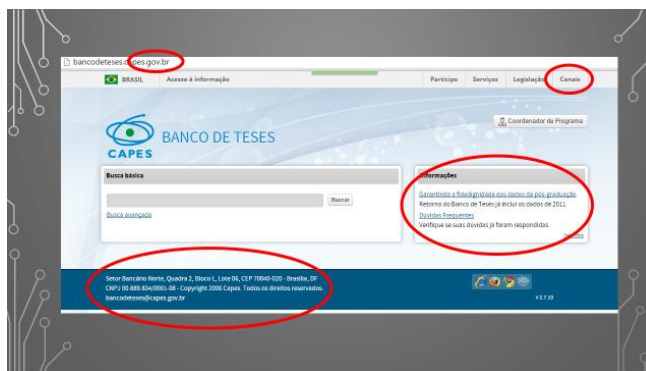 bancodeteses.capes.gov.br
BRASIL Acesso à informação Participe Serviços Legislação Canais
Coordenador de Programa
CAPES
BANCO DE TESES
Busca básica
Buscar
Busca avançada
Informações
Garantindo a fidedignidade dos dados da pós-graduação
Retorno do Banco de Teses já inclui os dados de 2011
Dúvidas Frequentes
Verifique se suas dúvidas já foram respondidas.
Setor Bancário Norte, Quadra 2, Bloco L, Lote 06, CEP 70040-020 - Brasília, DF
CNPJ 00.889.834/0001-08 - Copyright 2006 Capes. Todos os direitos reservados.
bancodeteses@capes.gov.br